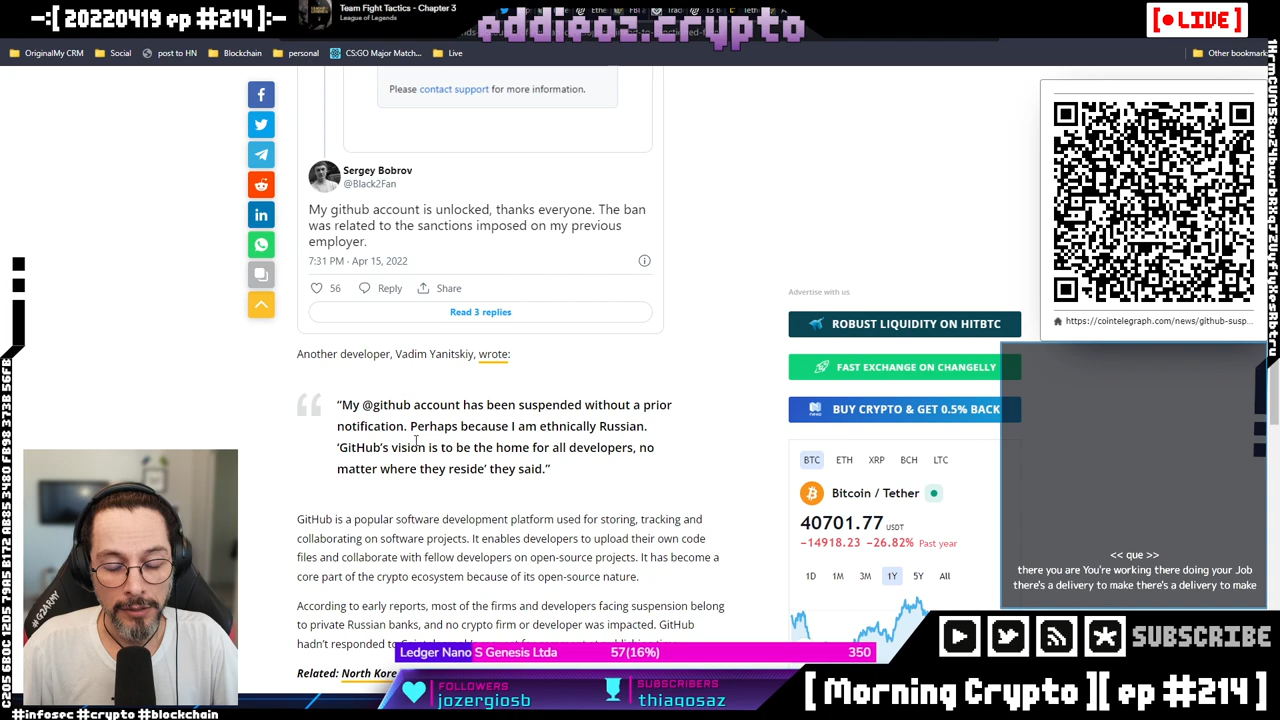 -:[ 20220419 ep #214 ]:-
Team Fight Tactics - Chapter 3
League of Legends
eddieoz.crypto
[ LIVE ]
OriginalMy CRM
Social
post to HN
Blockchain
personal
CS:GO Major Match...
Live
Other bookmark
Please contact support for more information.
Sergey Bobrov
@Black2Fan
My github account is unlocked, thanks everyone. The ban
was related to the sanctions imposed on my previous
employer.
7:31 PM · Apr 15, 2022
56
Reply
Share
Read 3 replies
Another developer, Vadim Yanitskiy, wrote:
“My @github account has been suspended without a prior
notification. Perhaps because I am ethnically Russian.
‘GitHub’s vision is to be the home for all developers, no
matter where they reside’ they said.”
GitHub is a popular software development platform used for storing, tracking and
collaborating on software projects. It enables developers to upload their own code
files and collaborate with fellow developers on open-source projects. It has become a
core part of the crypto ecosystem because of its open-source nature.
According to early reports, most of the firms and developers facing suspension belong
to private Russian banks, and no crypto firm or developer was impacted. GitHub
hadn't responded to
Related: North Kore
Advertise with us
ROBUST LIQUIDITY ON HITBTC
FAST EXCHANGE ON CHANGELLY
BUY CRYPTO & GET 0.5% BACK
BTC
ETH
XRP
BCH
LTC
Bitcoin / Tether
40701.77 USDT
−14918.23 −26.82% Past year
1D
1M
3M
1Y
5Y
All
https://cointelegraph.com/news/github-susp...
<< que >>
there you are You're working there doing your Job
there's a delivery to make there's a delivery to make
Ledger Nano S Genesis Ltda
57(16%)
350
FOLLOWERS
jozergiosb
SUBSCRIBERS
thiagosaz
SUBSCRIBE
[ Morning Crypto ][ ep #214 ]
#infosec #crypto #blockchain